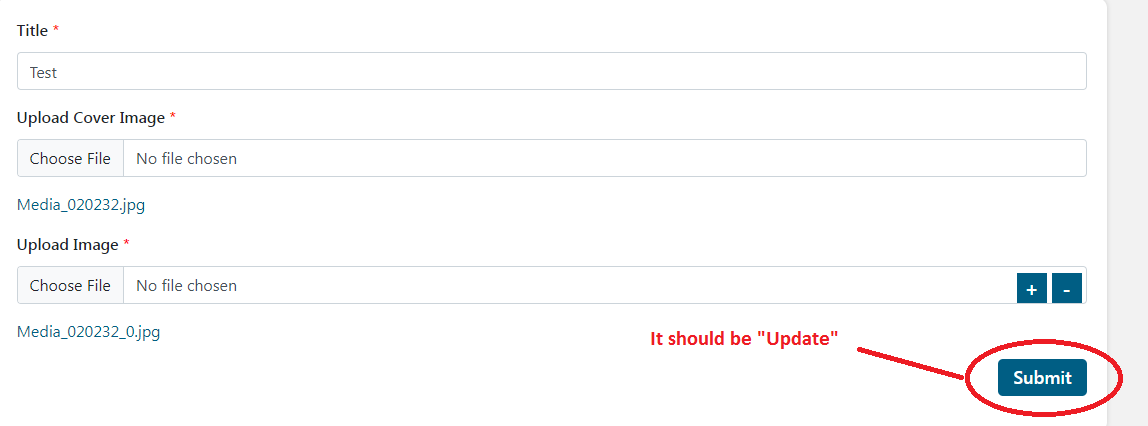 Title *
Test
Upload Cover Image *
Choose File No file chosen
Media_020232.jpg
Upload Image *
Choose File No file chosen + -
Media_020232_0.jpg
It should be "Update"
Submit